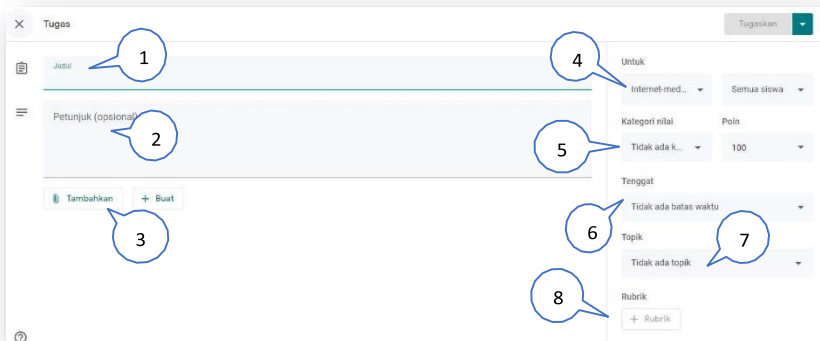 Tugas
Tugaskan
1
Judul
2
Petunjuk (opsional)
Tambahkan
+ Buat
3
4
Untuk
Internet-med...
Semua siswa
Kategori nilai
Poin
5
Tidak ada k...
100
Tenggat
Tidak ada batas waktu
6
Topik
7
Tidak ada topik
8
Rubrik
+ Rubrik